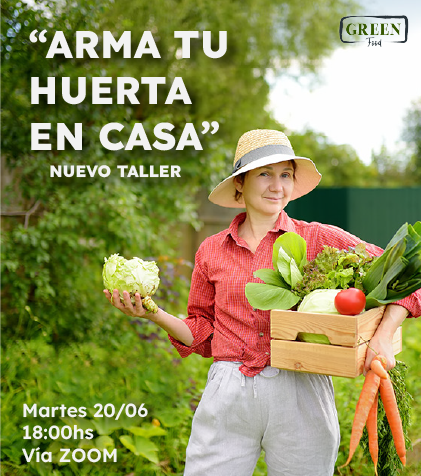 GREEN
Food
“ARMA TU
HUERTA
EN CASA”
NUEVO TALLER
Martes 20/06
18:00hs
Vía ZOOM